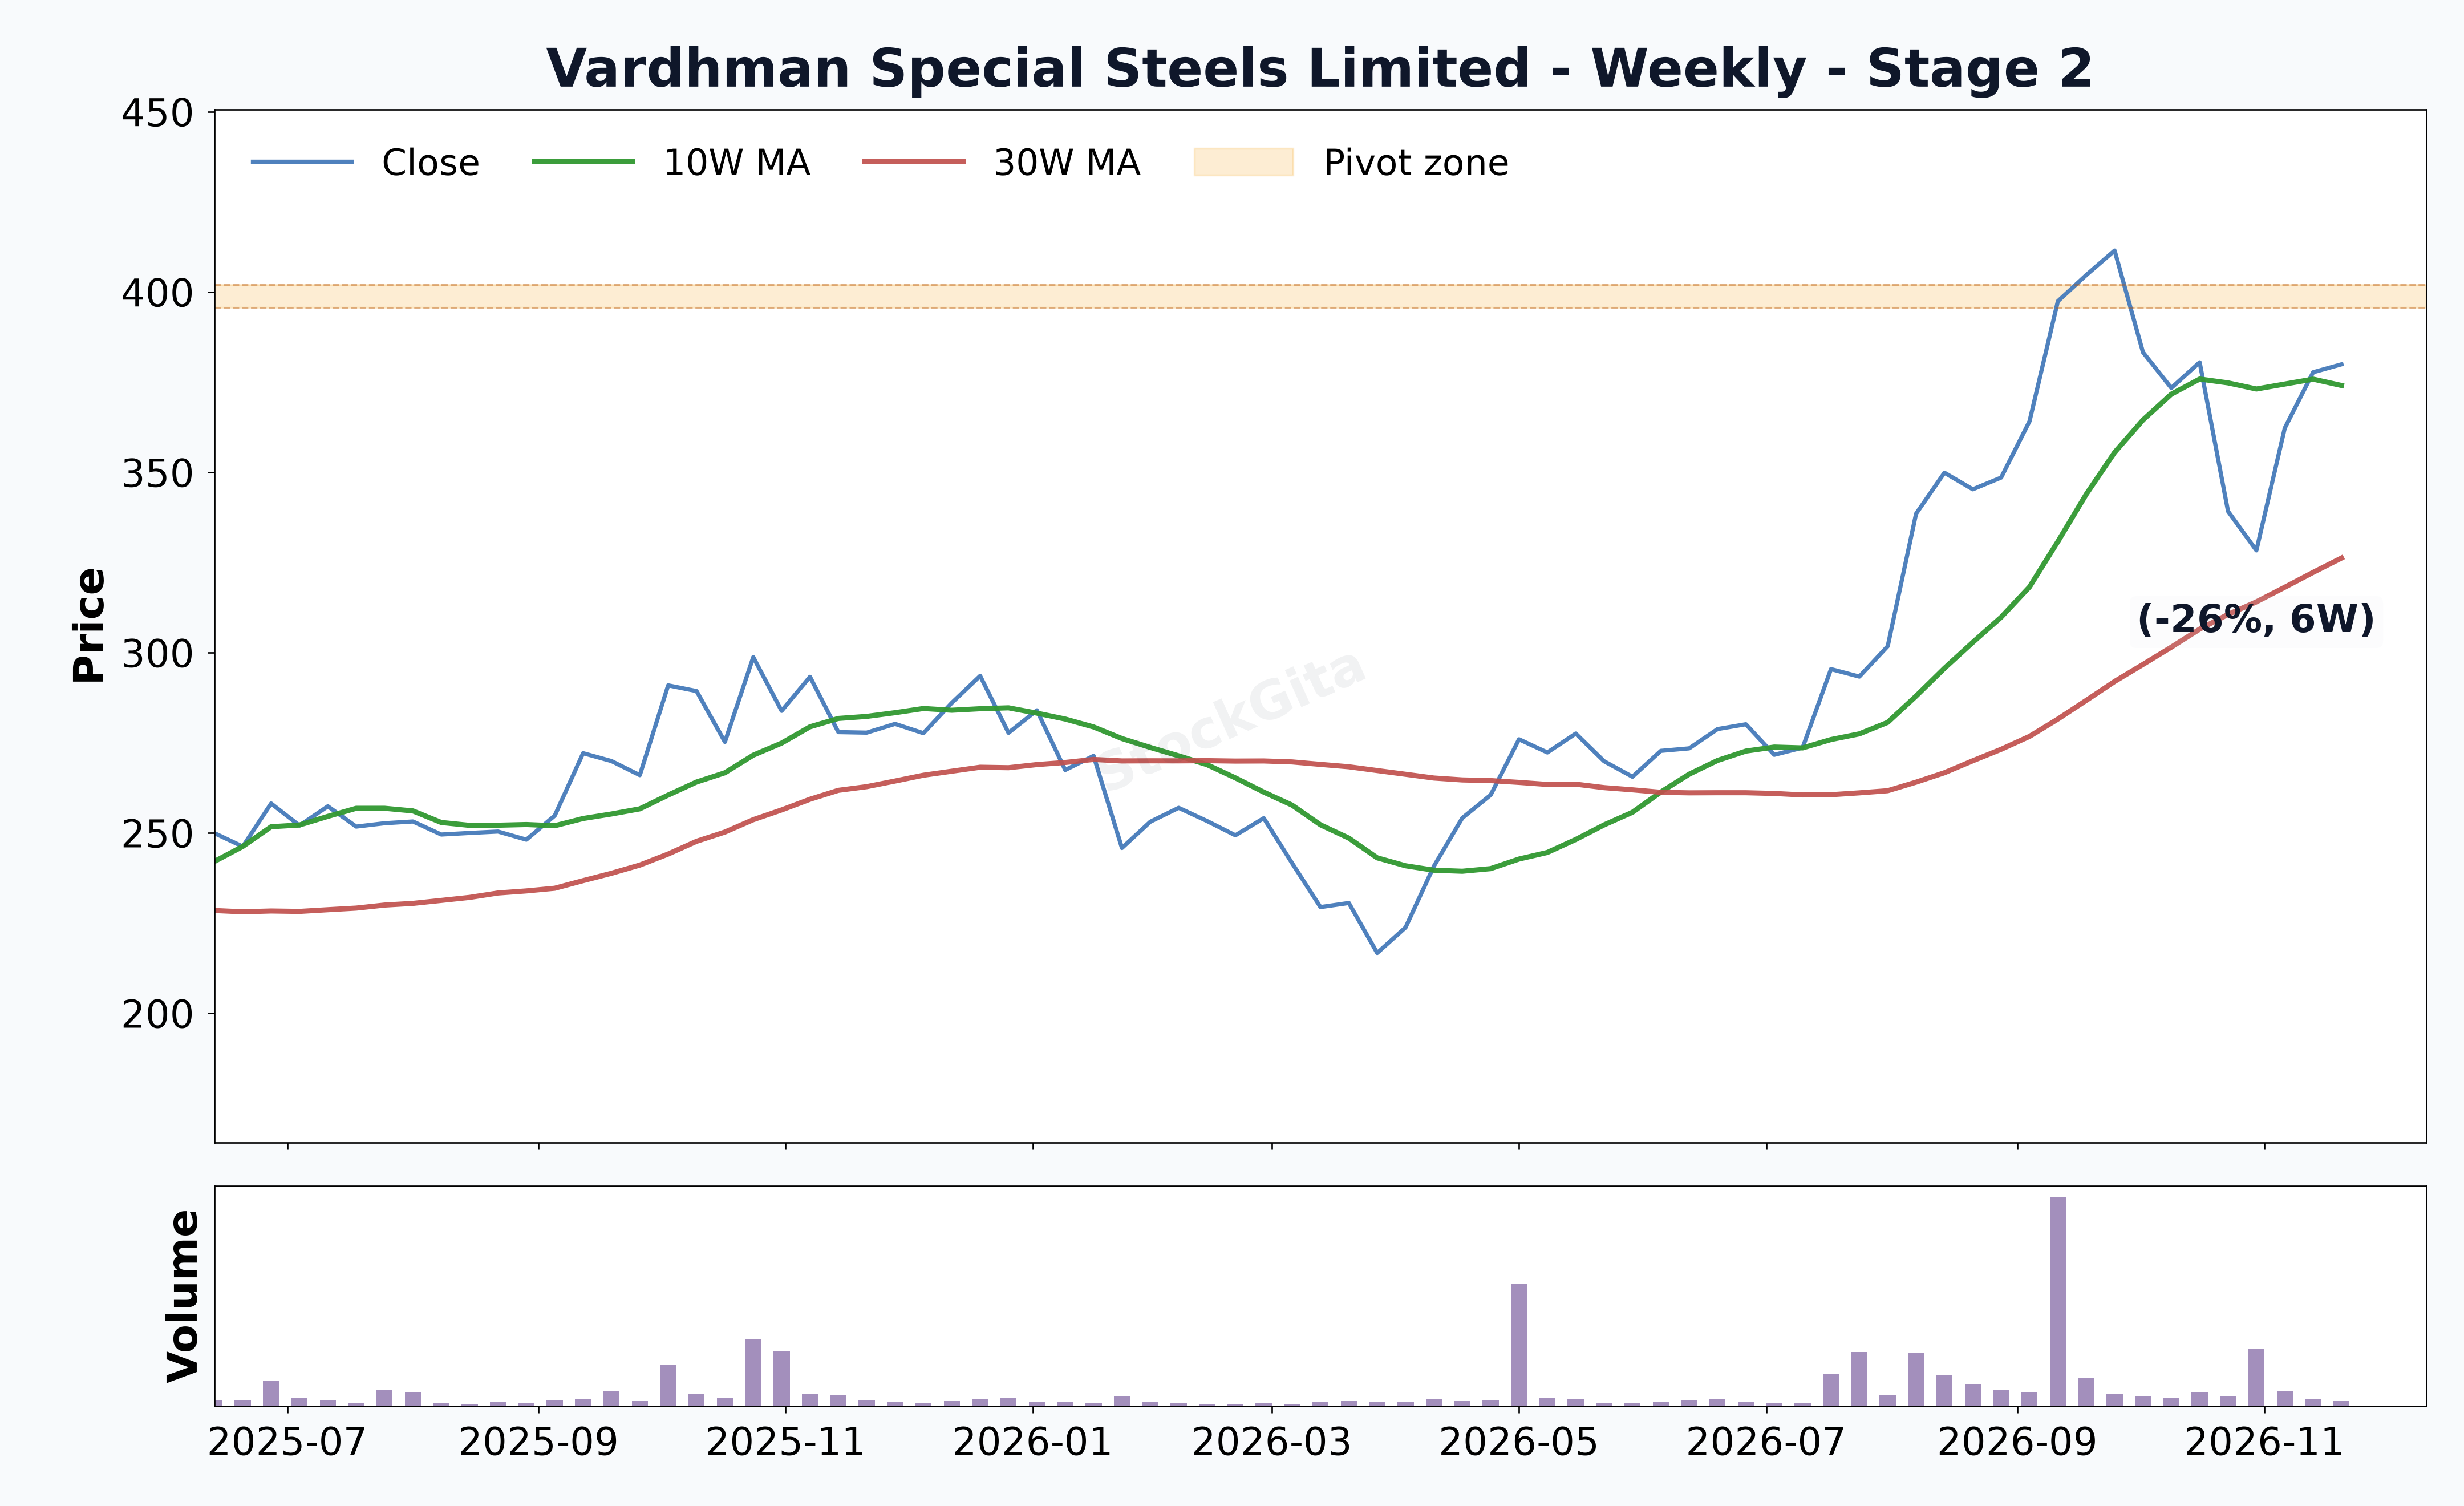 Vardhman Special Steels Limited - Weekly - Stage 2
Close 10W MA 30W MA Pivot zone
450
400
350
300
250
200
Price
(-26%, 6W)
StockGita
Volume
2025-07 2025-09 2025-11 2026-01 2026-03 2026-05 2026-07 2026-09 2026-11